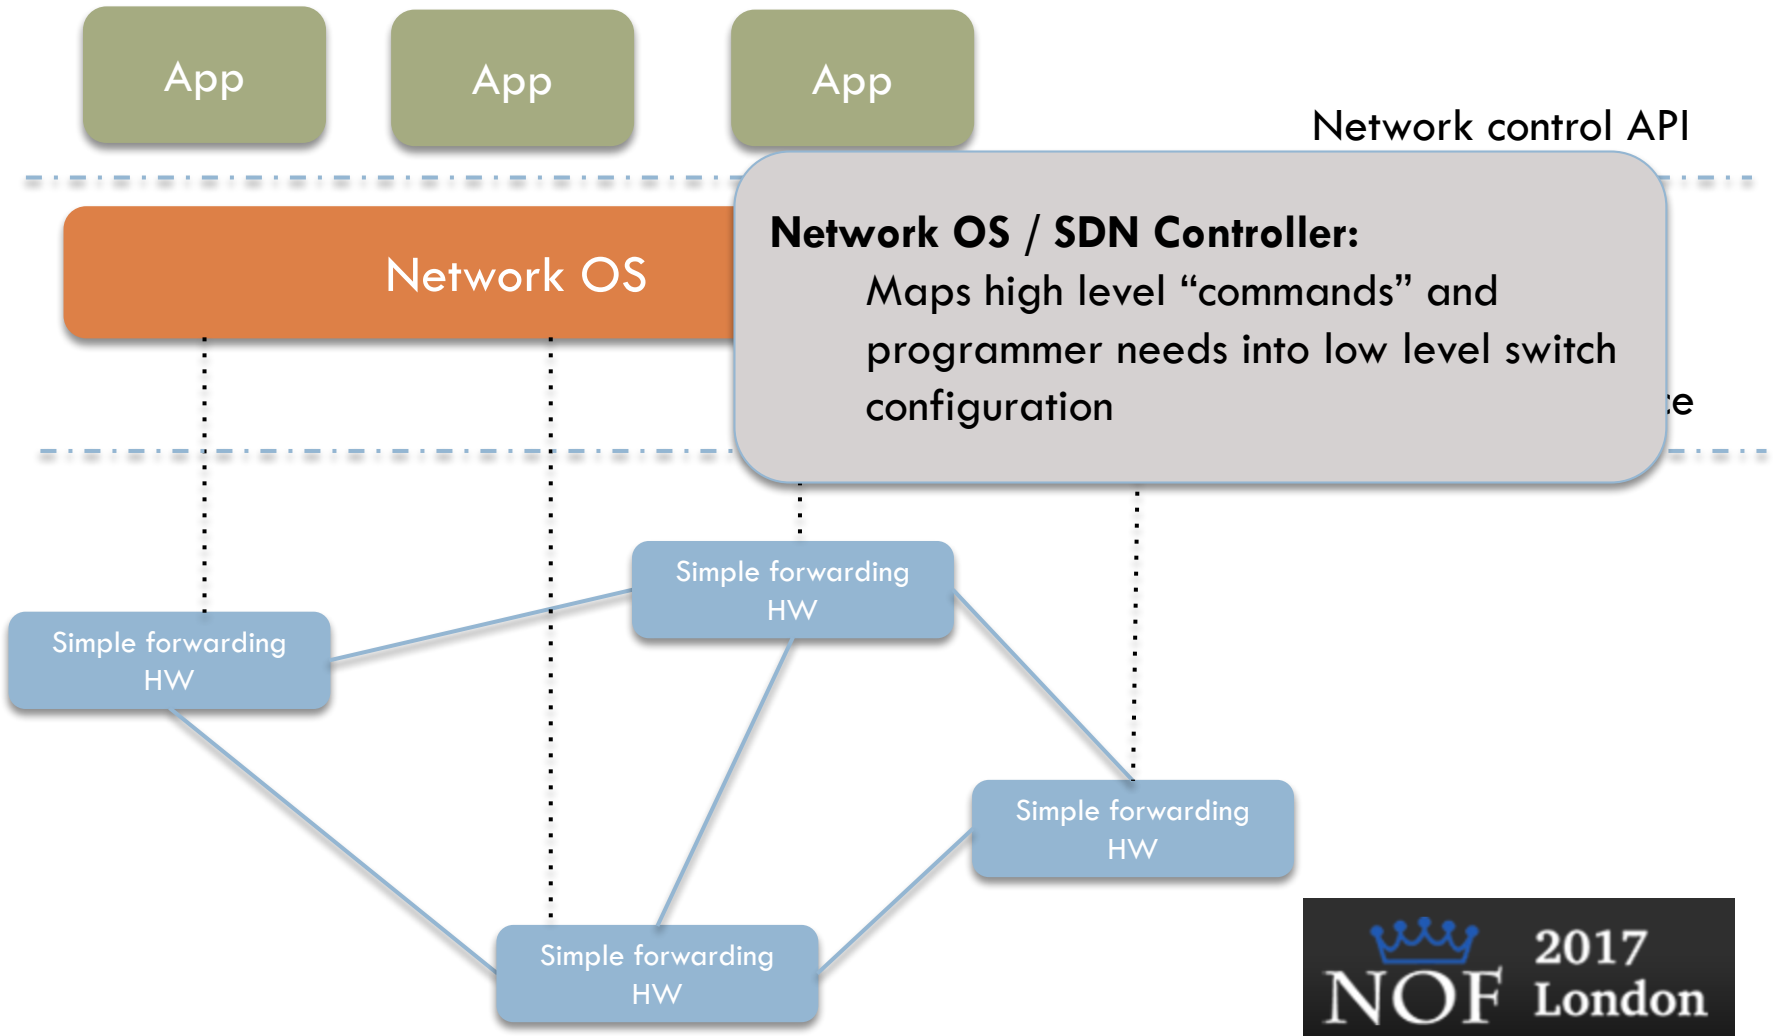 App
App
App
Network control API
Network OS
Network OS / SDN Controller:
Maps high level “commands” and
programmer needs into low level switch
configuration
Simple forwarding
HW
Simple forwarding
HW
Simple forwarding
HW
Simple forwarding
HW
NOF
2017
London